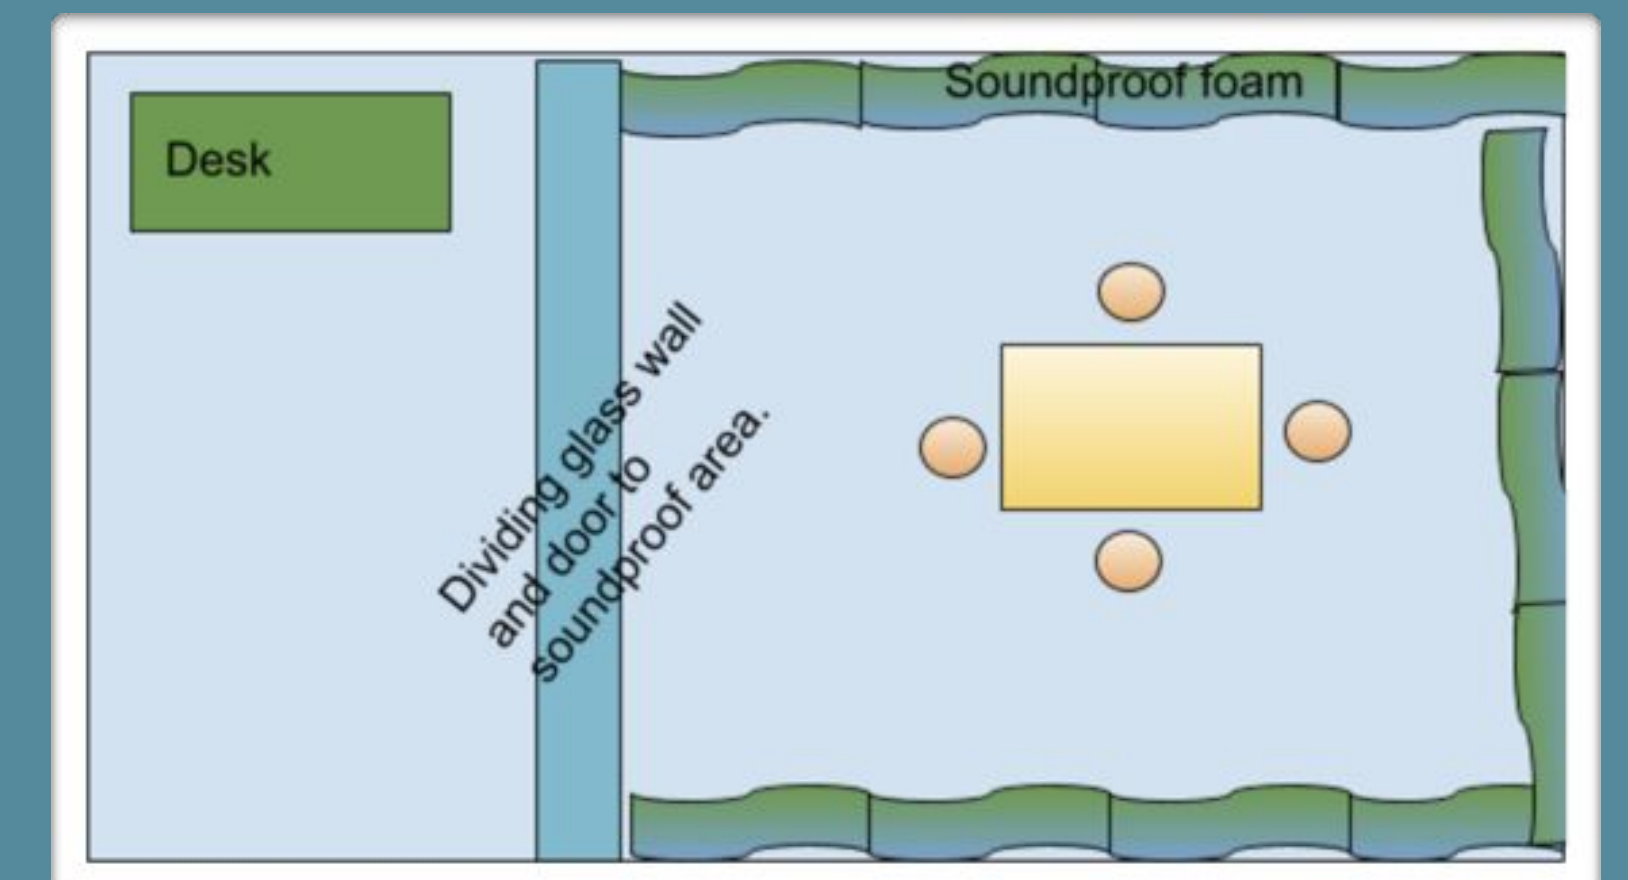 Soundproof foam
Desk
Dividing glass wall
and door to
soundproof area.